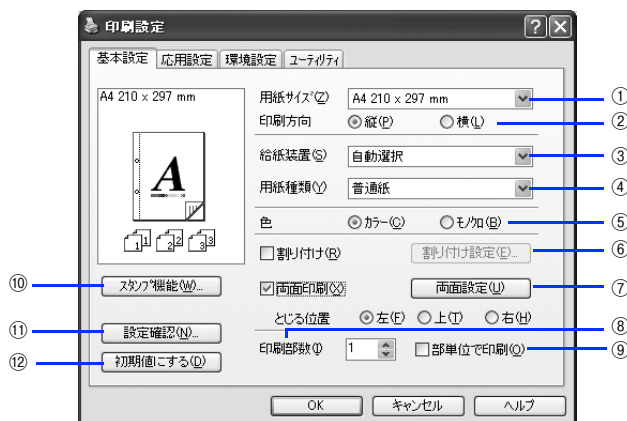 印刷設定
基本設定 応用設定 環境設定 ユーティリティ
A4 210 x 297 mm
用紙サイズ(Z) A4 210 x 297 mm ①
印刷方向 縦(P) 横(L) ②
給紙装置(S) 自動選択 ③
用紙種類(Y) 普通紙 ④
A
1 1 2 2 3 3
色 カラー(C) モノクロ(B) ⑤
割り付け(R) 割り付け設定(E)... ⑥
⑩ スタンプ機能(W)... 両面印刷(X) 両面設定(U) ⑦
とじる位置 左(F) 上(T) 右(H)
⑧
⑪ 設定確認(N)...
印刷部数(I) 1 部単位で印刷(O) ⑨
⑫ 初期値にする(D)
OK キャンセル ヘルプ